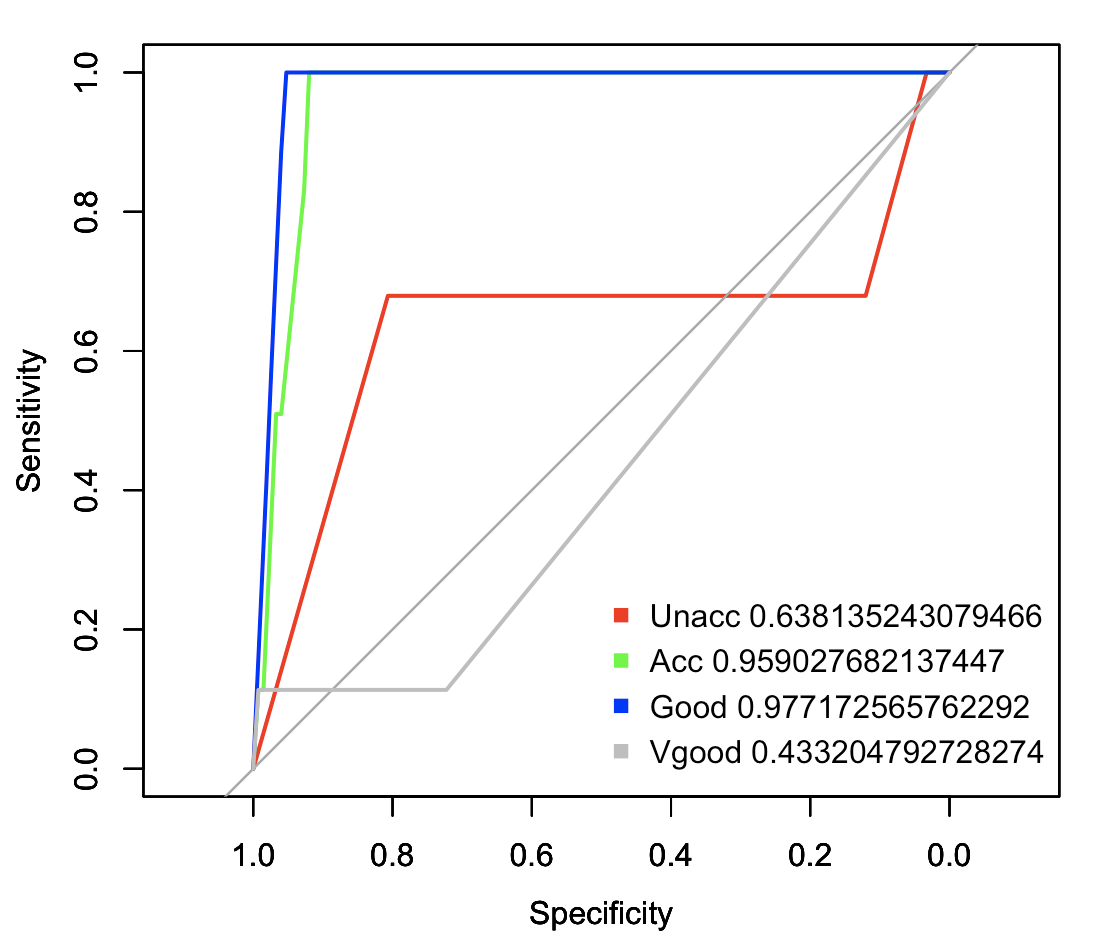 1.0
0.8
0.6
0.4
0.2
0.0
Sensitivity
Unacc 0.638135243079466
Acc 0.959027682137447
Good 0.977172565762292
Vgood 0.433204792728274
1.0 0.8 0.6 0.4 0.2 0.0
Specificity